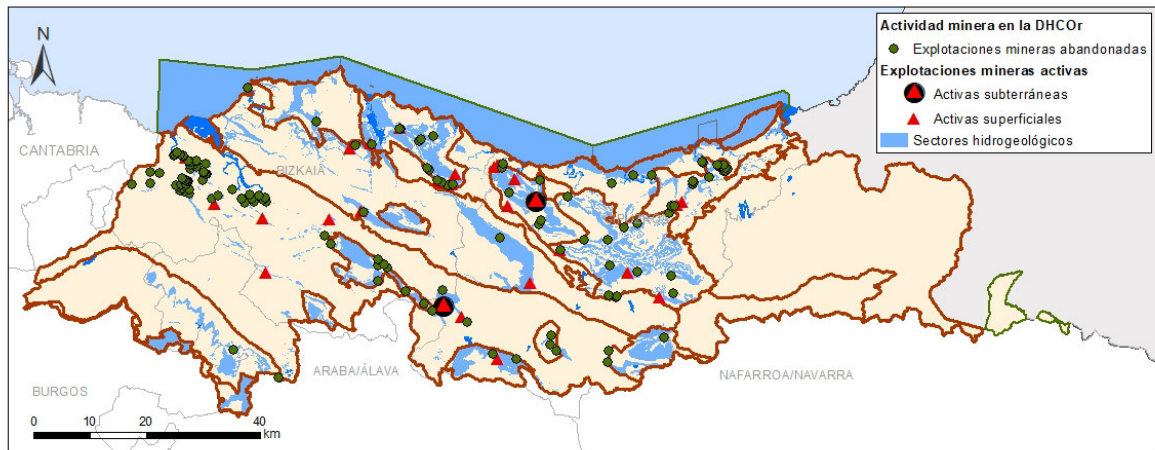 N
Actividad minera en la DHCOr
Explotaciones mineras abandonadas
Explotaciones mineras activas
Activas subterráneas
Activas superficiales
Sectores hidrogeológicos
CANTABRIA
BIZKAIA
ARABA/ÁLAVA
NAFARROA/NAVARRA
BURGOS
0 10 20 40
km